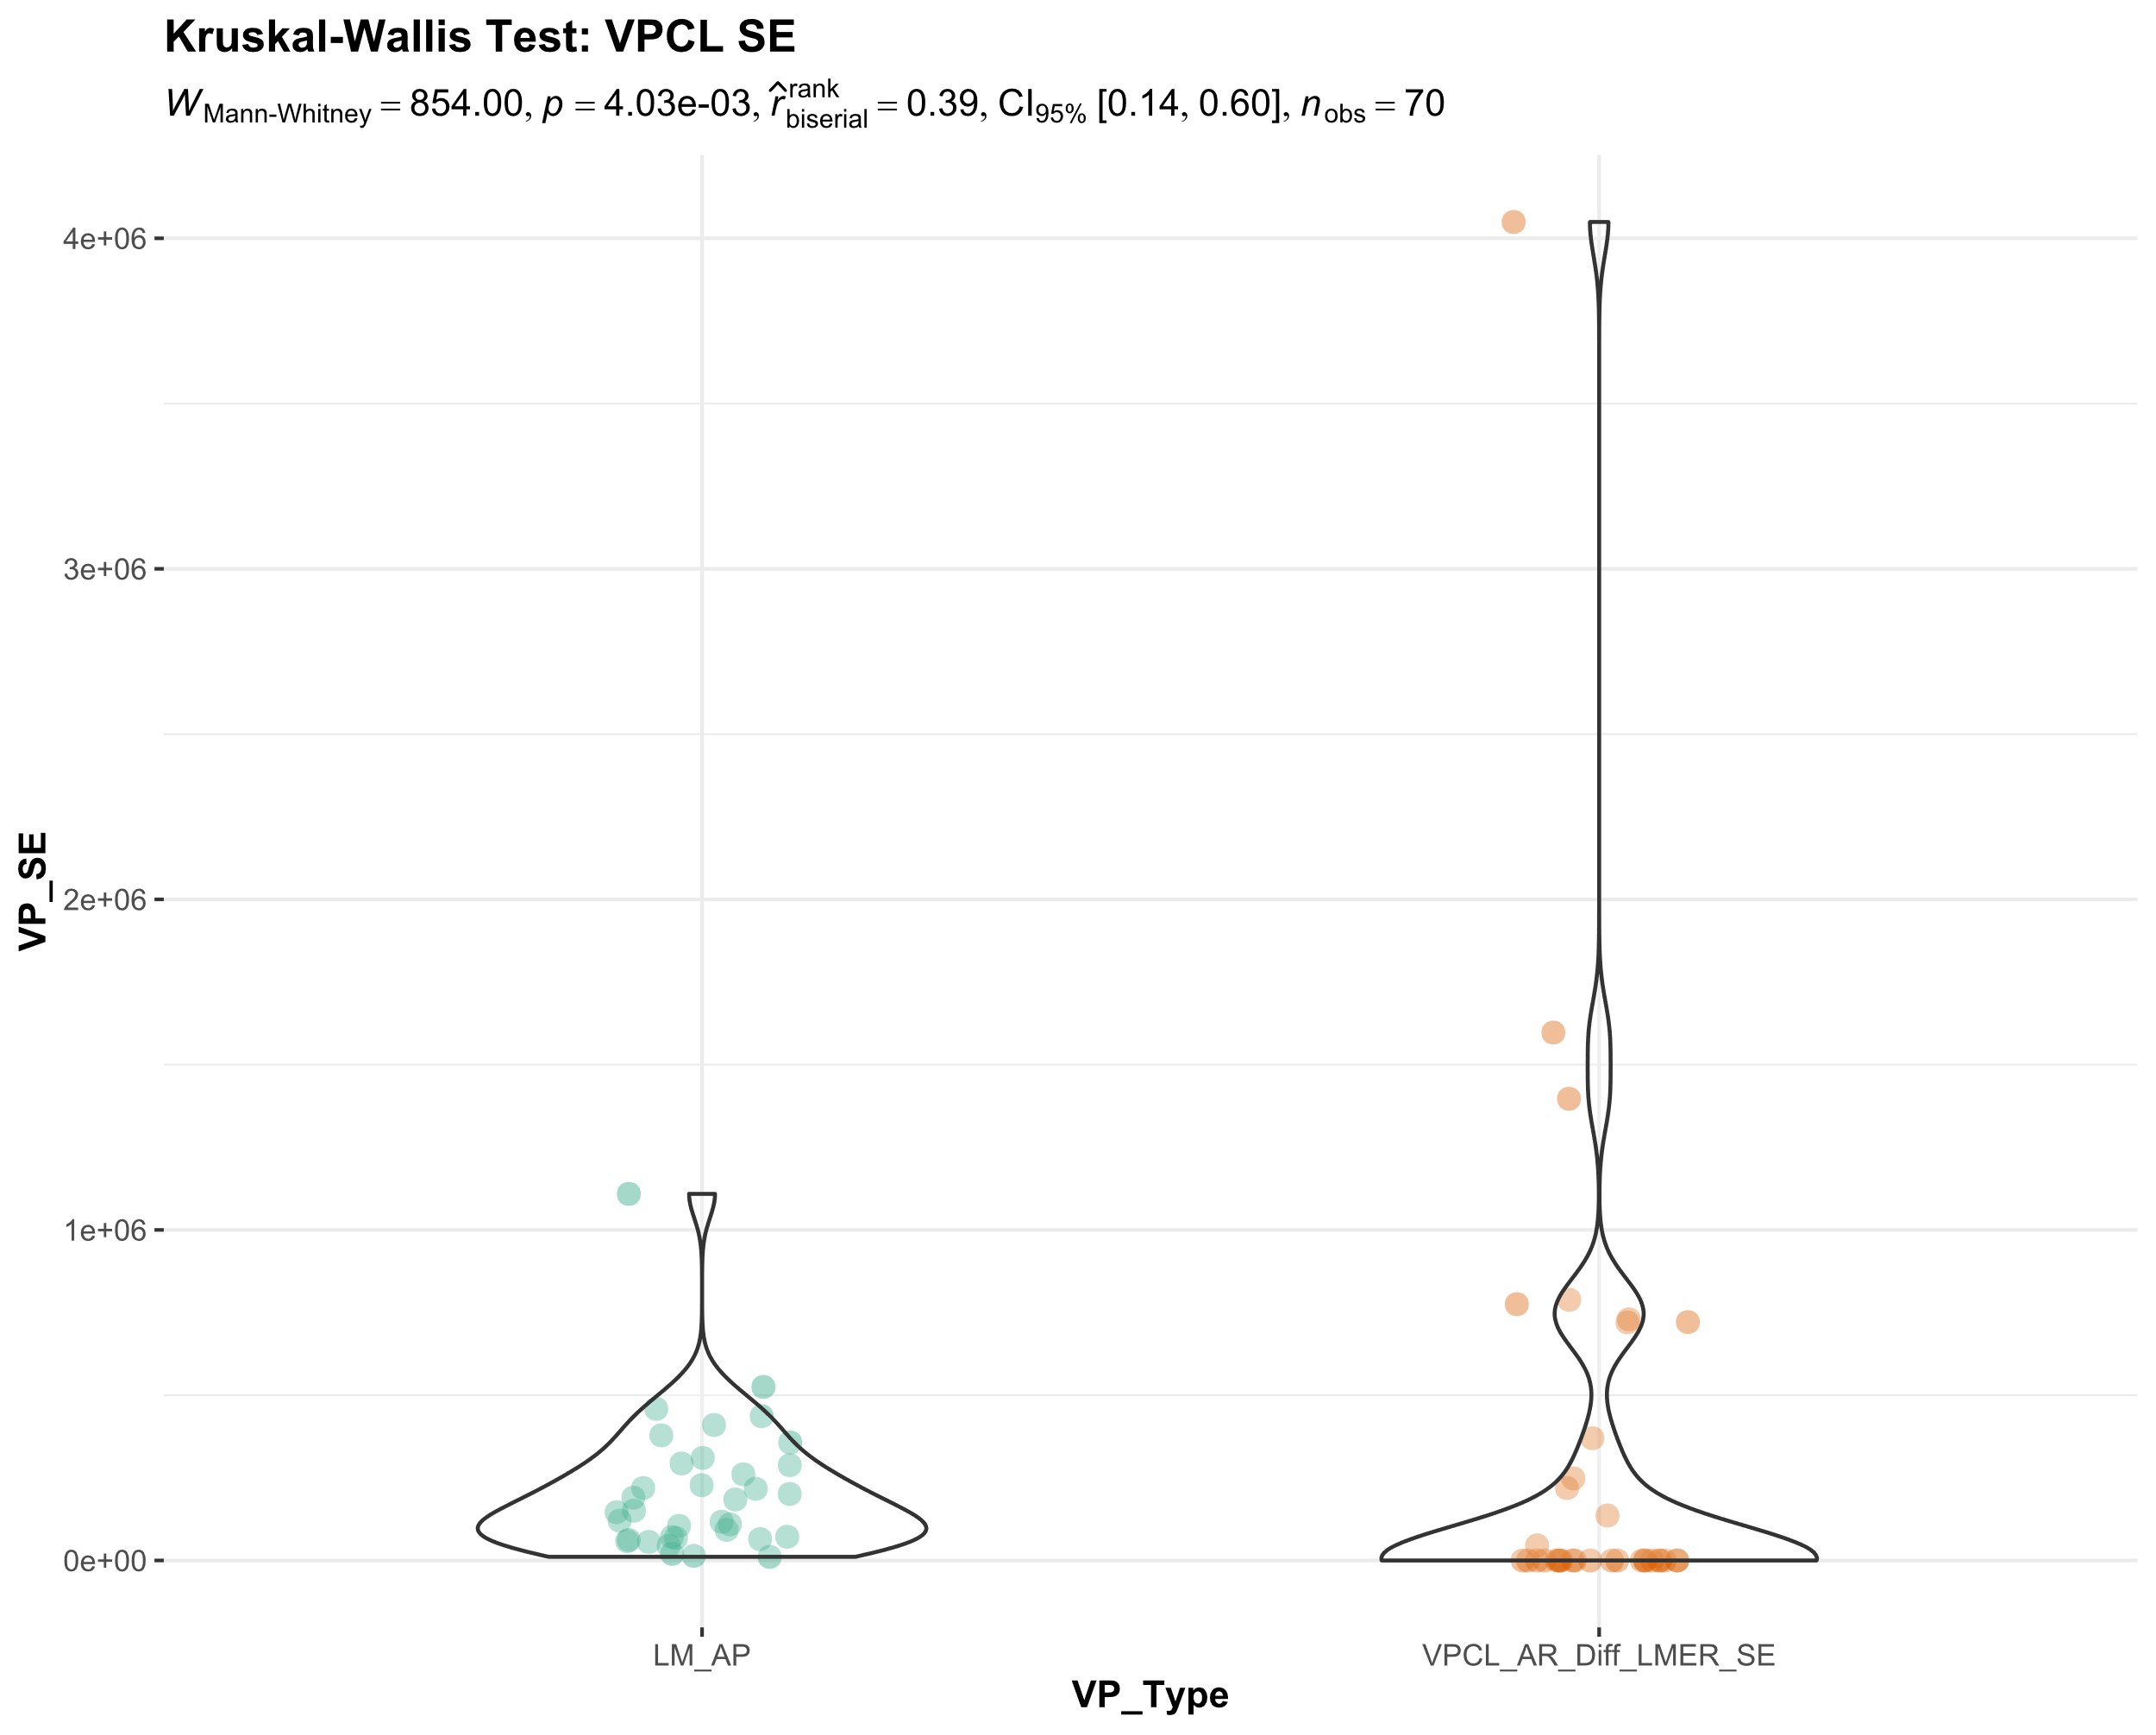 Kruskal-Wallis Test: VPCL SE
W Mann-Whitney = 854.00, p = 4.03e-03, r̂ rank biserial = 0.39, CI95% [0.14, 0.60], n obs = 70
4e+06
3e+06
2e+06
1e+06
0e+00
VP_SE
LM_AP
VPCL_AR_Diff_LMER_SE
VP_Type